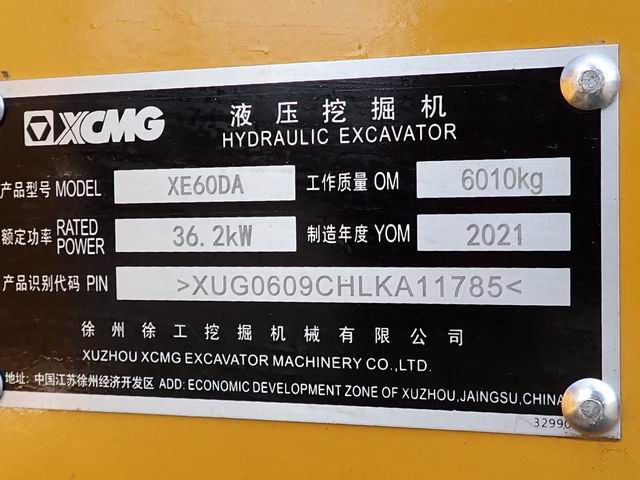 XCMG
液压挖掘机
HYDRAULIC EXCAVATOR
产品型号 MODEL XE60DA 工作质量 OM 6010kg
额定功率 RATED POWER 36.2kW 制造年度 YOM 2021
产品识别代码 PIN >XUG0609CHLKA11785<
徐州徐工挖掘机械有限公司
XUZHOU XCMG EXCAVATOR MACHINERY CO.,LTD.
地址: 中国江苏徐州经济开发区 ADD: ECONOMIC DEVELOPMENT ZONE OF XUZHOU,JAINGSU,CHINA